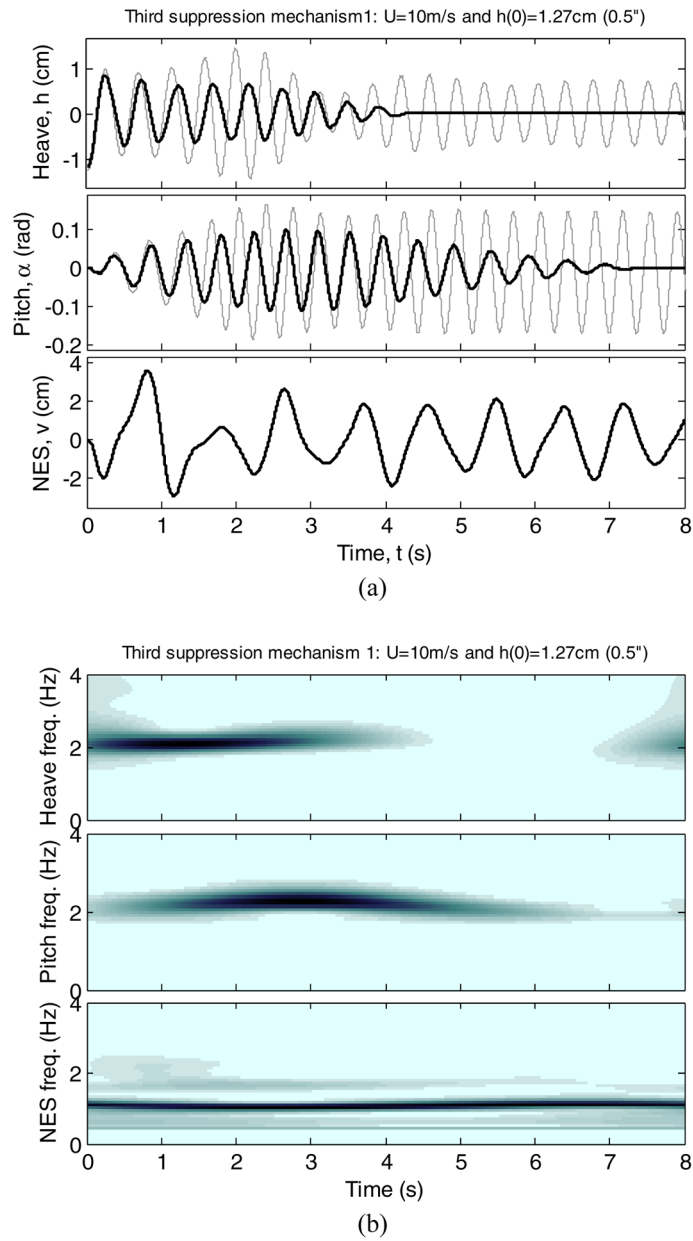 Third suppression mechanism1: U=10m/s and h(0)=1.27cm (0.5")
Heave, h (cm)
1
0
-1
Pitch, α (rad)
0.1
0
-0.1
-0.2
NES, v (cm)
4
2
0
-2
0 1 2 3 4 5 6 7 8
Time, t (s)
(a)
Third suppression mechanism 1: U=10m/s and h(0)=1.27cm (0.5")
Heave freq. (Hz)
4
2
0
Pitch freq. (Hz)
4
2
0
NES freq. (Hz)
4
2
0
0 1 2 3 4 5 6 7 8
Time (s)
(b)